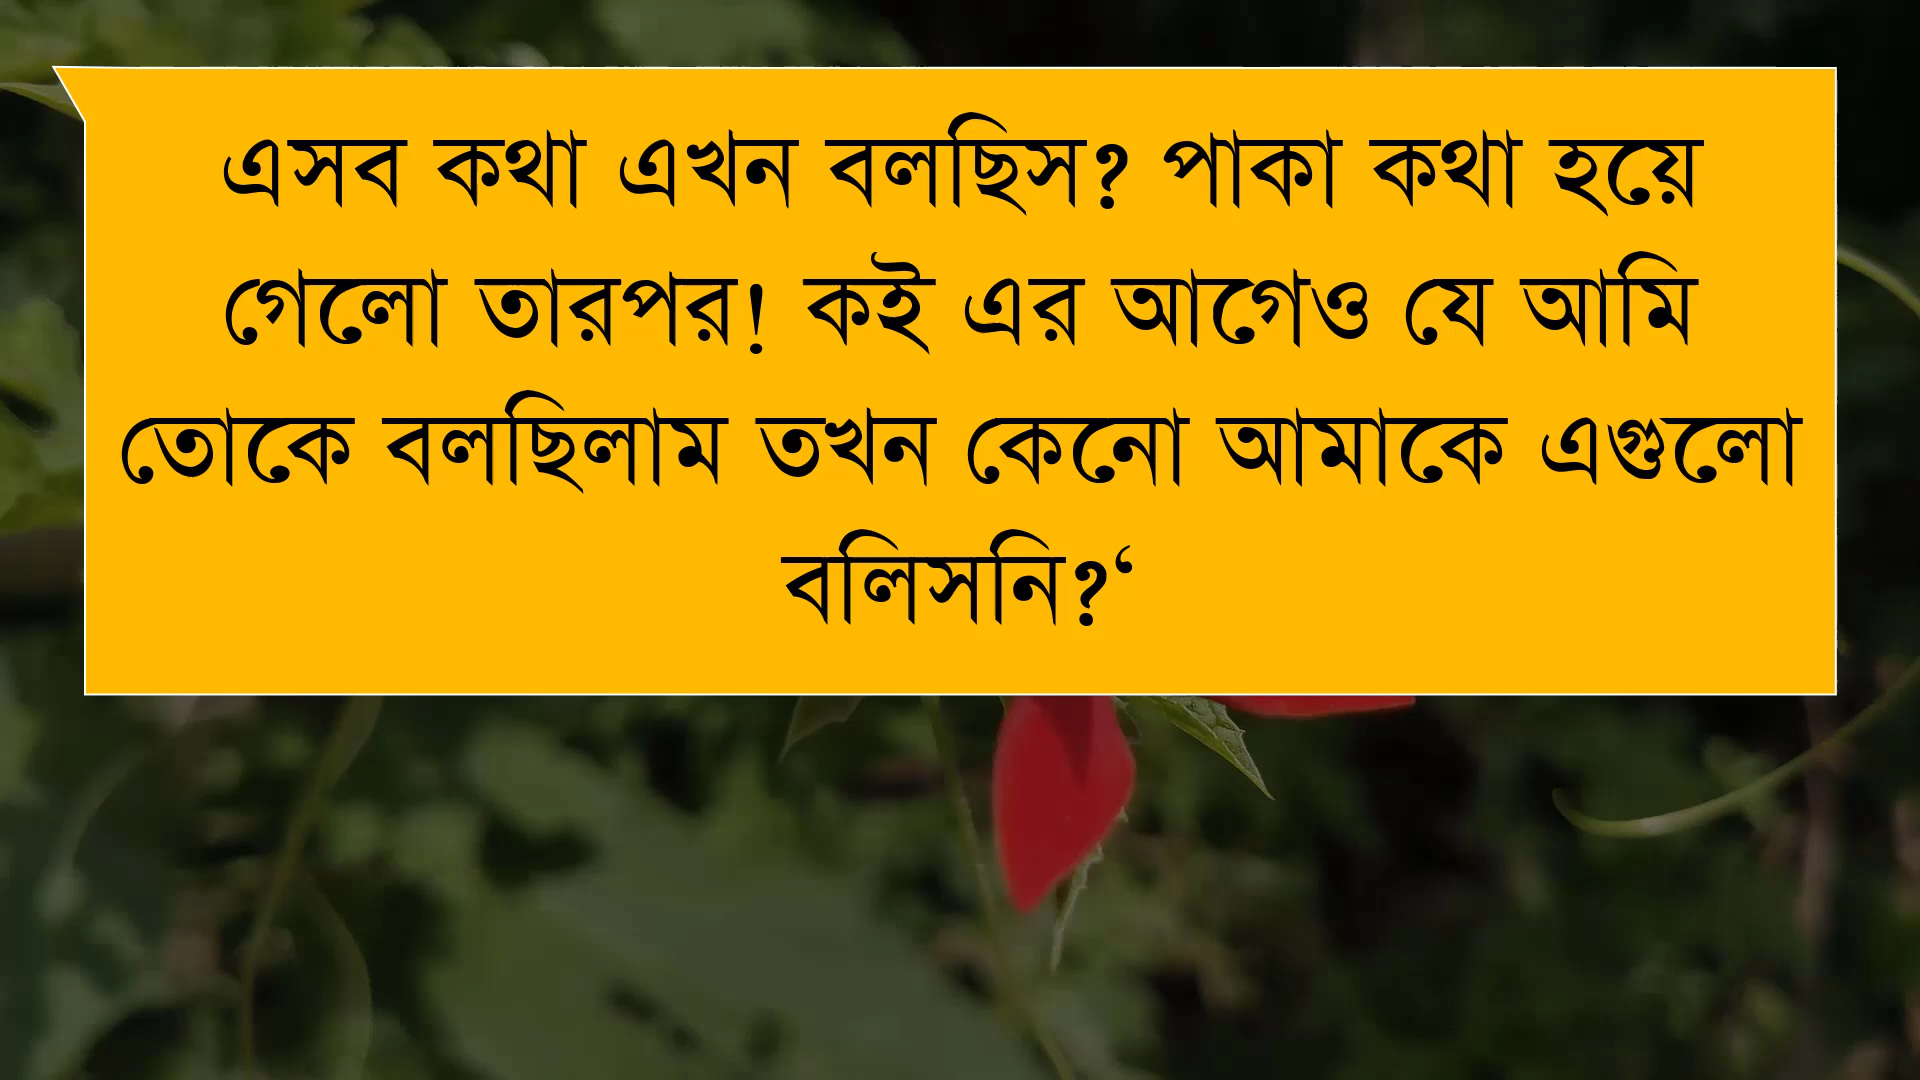 এসব কথা এখন বলছিস? পাকা কথা হয়ে
গেলো তারপর! কই এর আগেও যে আমি
তোকে বলছিলাম তখন কেনো আমাকে এগুলো
বলিসনি?‘